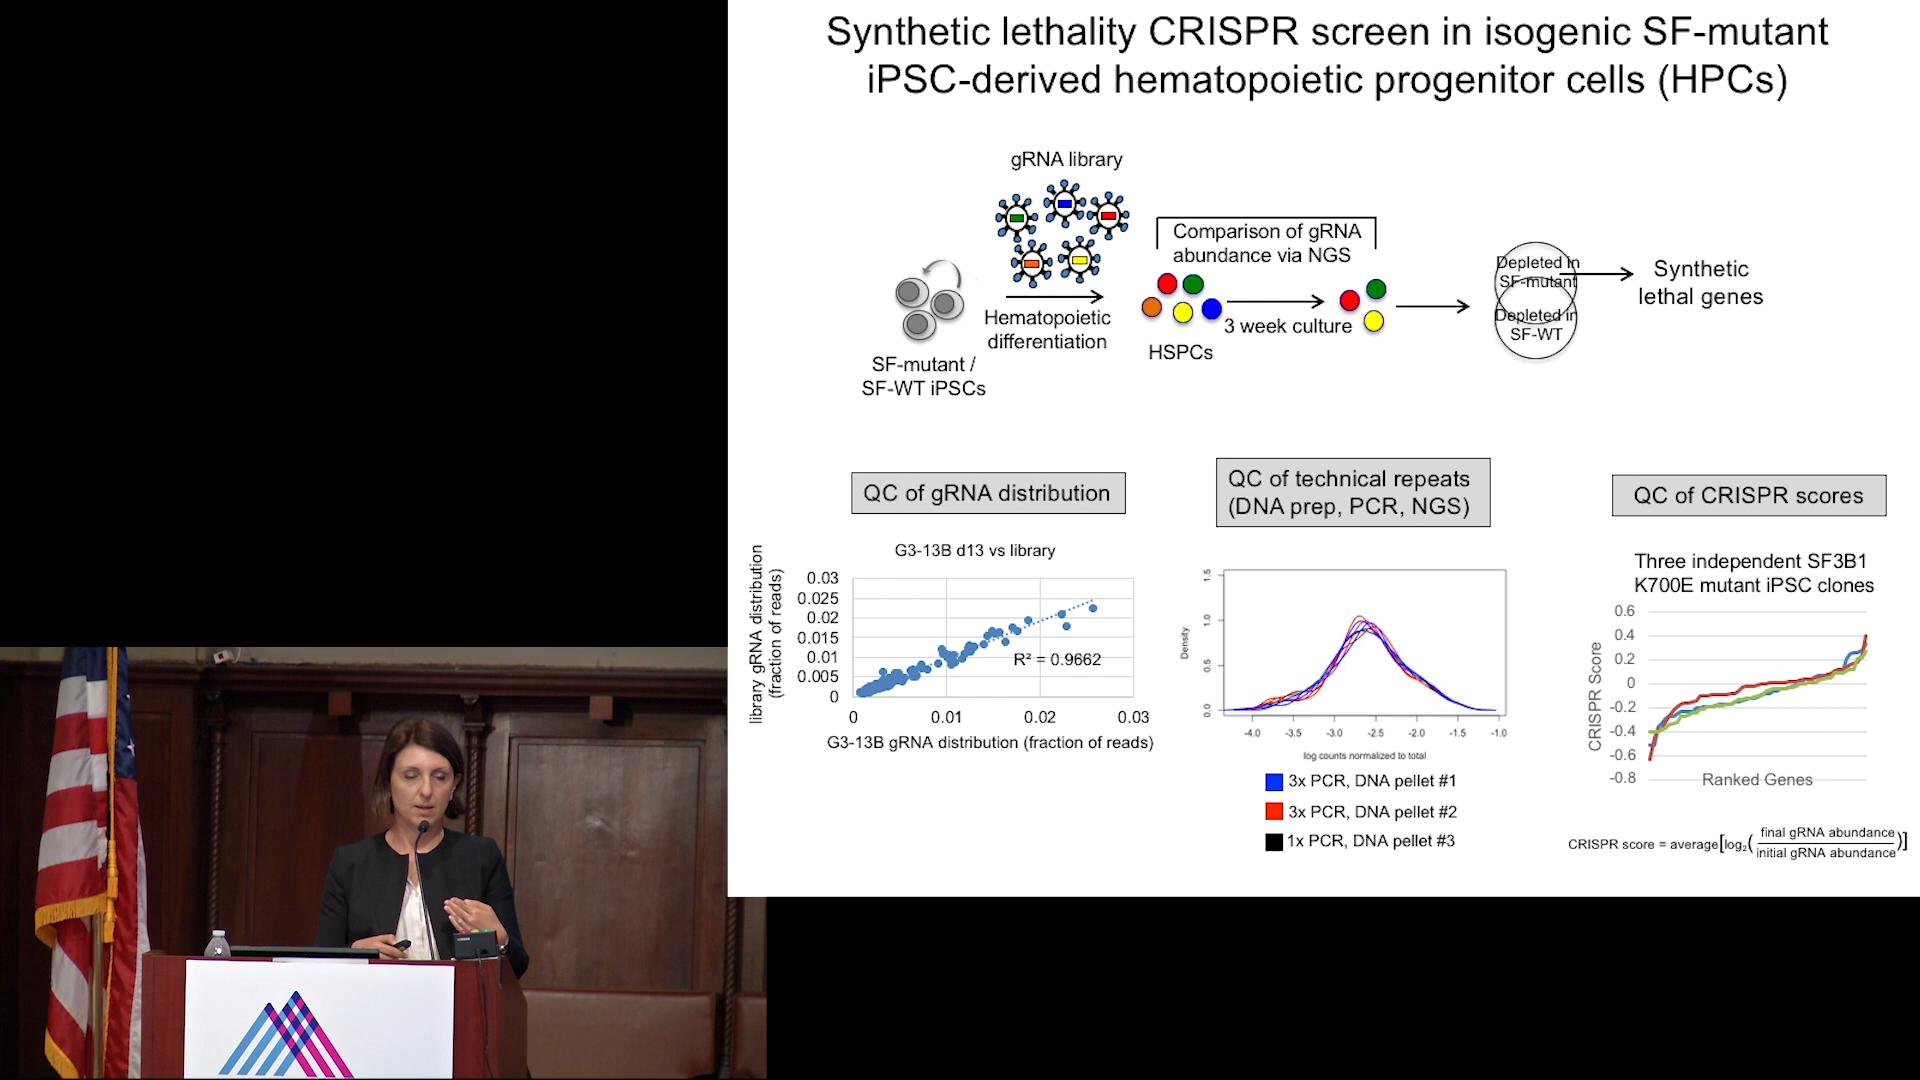 Synthetic lethality CRISPR screen in isogenic SF-mutant
iPSC-derived hematopoietic progenitor cells (HPCs)
gRNA library
Hematopoietic
differentiation
SF-mutant /
SF-WT iPSCs
Comparison of gRNA
abundance via NGS
3 week culture
HSPCs
Depleted in
SF-mutant
Depleted in
SF-WT
Synthetic
lethal genes
QC of gRNA distribution
G3-13B d13 vs library
library gRNA distribution
(fraction of reads)
0.03
0.025
0.02
0.015
0.01
0.005
0
R² = 0.9662
0 0.01 0.02 0.03
G3-13B gRNA distribution (fraction of reads)
QC of technical repeats
(DNA prep, PCR, NGS)
Density
1.5
1.0
0.5
0.0
-4.0 -3.5 -3.0 -2.5 -2.0 -1.5 -1.0
log counts normalized to total
3x PCR, DNA pellet #1
3x PCR, DNA pellet #2
1x PCR, DNA pellet #3
QC of CRISPR scores
Three independent SF3B1
K700E mutant iPSC clones
CRISPR Score
0.6
0.4
0.2
0
-0.2
-0.4
-0.6
-0.8
Ranked Genes
CRISPR score = average[log₂(final gRNA abundance / initial gRNA abundance)]